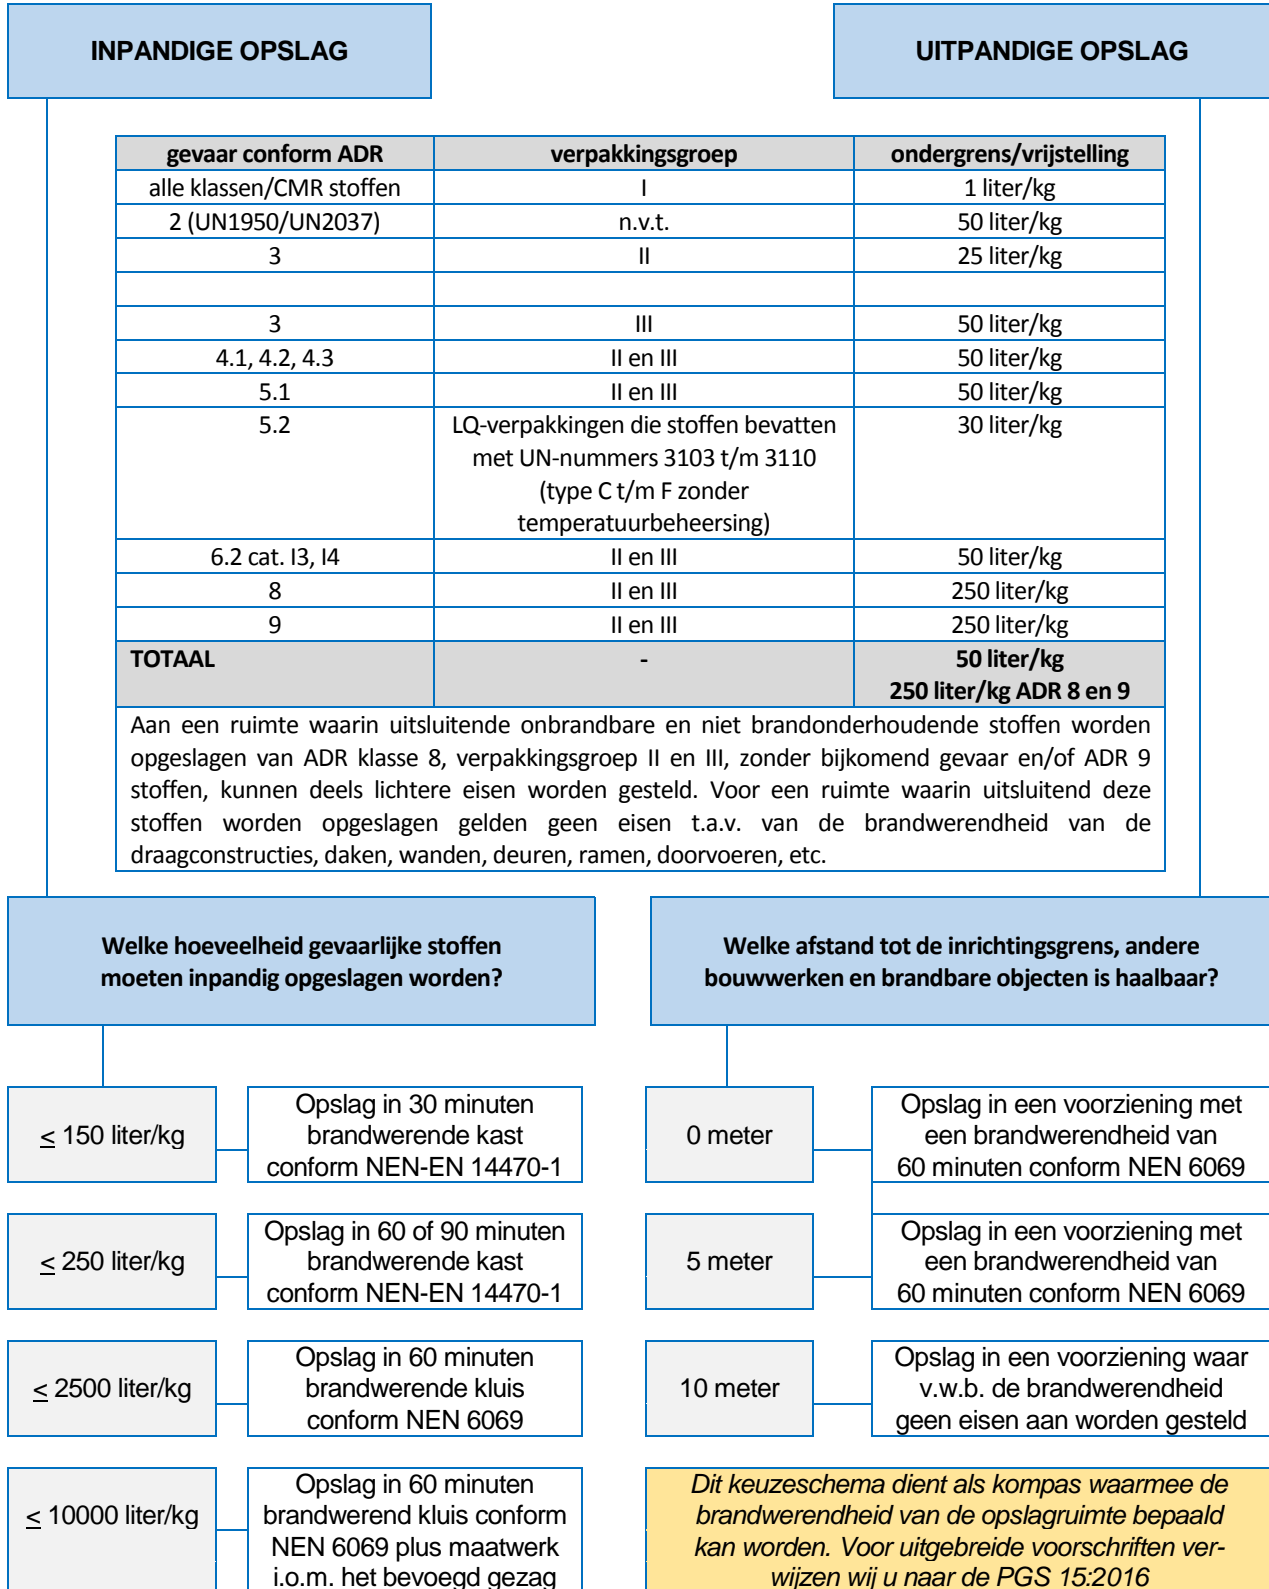 INPANDIGE OPSLAG
UITPANDIGE OPSLAG
gevaar conform ADR verpakkingsgroep ondergrens/vrijstelling
alle klassen/CMR stoffen I 1 liter/kg
2 (UN1950/UN2037) n.v.t. 50 liter/kg
3 II 25 liter/kg
3 III 50 liter/kg
4.1, 4.2, 4.3 II en III 50 liter/kg
5.1 II en III 50 liter/kg
5.2 LQ-verpakkingen die stoffen bevatten 30 liter/kg
met UN-nummers 3103 t/m 3110
(type C t/m F zonder
temperatuurbeheersing)
6.2 cat. I3, I4 II en III 50 liter/kg
8 II en III 250 liter/kg
9 II en III 250 liter/kg
TOTAAL - 50 liter/kg
250 liter/kg ADR 8 en 9
Aan een ruimte waarin uitsluitende onbrandbare en niet brandonderhoudende stoffen worden
opgeslagen van ADR klasse 8, verpakkingsgroep II en III, zonder bijkomend gevaar en/of ADR 9
stoffen, kunnen deels lichtere eisen worden gesteld. Voor een ruimte waarin uitsluitend deze
stoffen worden opgeslagen gelden geen eisen t.a.v. van de brandwerendheid van de
draagconstructies, daken, wanden, deuren, ramen, doorvoeren, etc.
Welke hoeveelheid gevaarlijke stoffen
moeten inpandig opgeslagen worden?
Welke afstand tot de inrichtingsgrens, andere
bouwwerken en brandbare objecten is haalbaar?
≤ 150 liter/kg
Opslag in 30 minuten
brandwerende kast
conform NEN-EN 14470-1
0 meter
Opslag in een voorziening met
een brandwerendheid van
60 minuten conform NEN 6069
≤ 250 liter/kg
Opslag in 60 of 90 minuten
brandwerende kast
conform NEN-EN 14470-1
5 meter
Opslag in een voorziening met
een brandwerendheid van
60 minuten conform NEN 6069
≤ 2500 liter/kg
Opslag in 60 minuten
brandwerende kluis
conform NEN 6069
10 meter
Opslag in een voorziening waar
v.w.b. de brandwerendheid
geen eisen aan worden gesteld
≤ 10000 liter/kg
Opslag in 60 minuten
brandwerend kluis conform
NEN 6069 plus maatwerk
i.o.m. het bevoegd gezag
Dit keuzeschema dient als kompas waarmee de
brandwerendheid van de opslagruimte bepaald
kan worden. Voor uitgebreide voorschriften ver-
wijzen wij u naar de PGS 15:2016